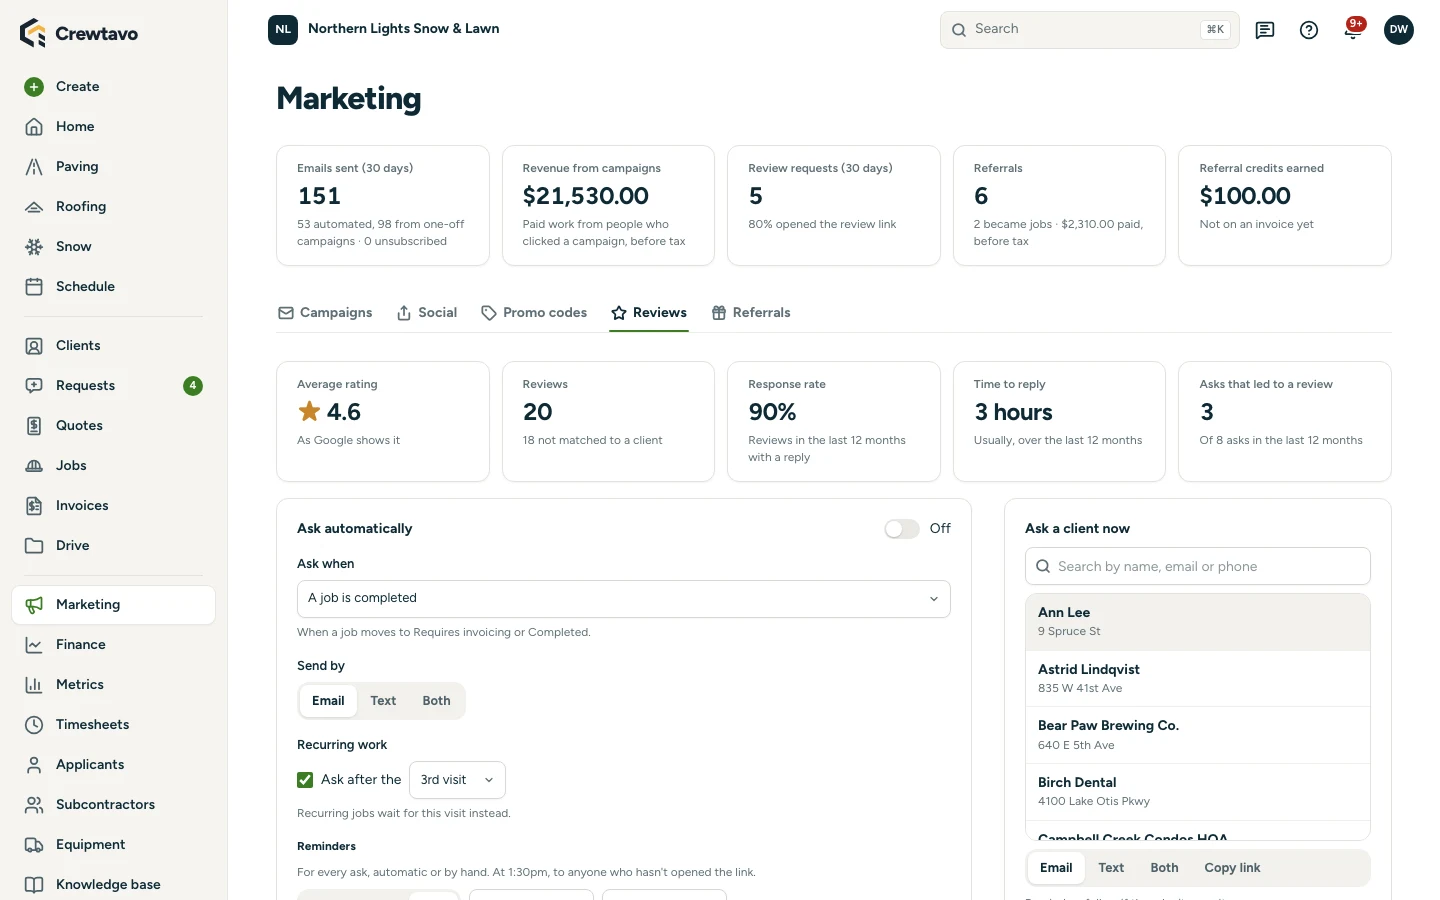 Crewtavo
NL
Northern Lights Snow & Lawn
Search
⌘K
9+
DW
Create
Home
Paving
Roofing
Snow
Schedule
Clients
Requests
4
Quotes
Jobs
Invoices
Drive
Marketing
Finance
Metrics
Timesheets
Applicants
Subcontractors
Equipment
Knowledge base
Marketing
Emails sent (30 days)
151
53 automated, 98 from one-off
campaigns · 0 unsubscribed
Revenue from campaigns
$21,530.00
Paid work from people who
clicked a campaign, before tax
Review requests (30 days)
5
80% opened the review link
Referrals
6
2 became jobs · $2,310.00 paid,
before tax
Referral credits earned
$100.00
Not on an invoice yet
Campaigns
Social
Promo codes
Reviews
Referrals
Average rating
4.6
As Google shows it
Reviews
20
18 not matched to a client
Response rate
90%
Reviews in the last 12 months
with a reply
Time to reply
3 hours
Usually, over the last 12 months
Asks that led to a review
3
Of 8 asks in the last 12 months
Ask automatically
Off
Ask when
A job is completed
When a job moves to Requires invoicing or Completed.
Send by
Email
Text
Both
Recurring work
Ask after the
3rd visit
Recurring jobs wait for this visit instead.
Reminders
For every ask, automatic or by hand. At 1:30pm, to anyone who hasn't opened the link.
Ask a client now
Search by name, email or phone
Ann Lee
9 Spruce St
Astrid Lindqvist
835 W 41st Ave
Bear Paw Brewing Co.
640 E 5th Ave
Birch Dental
4100 Lake Otis Pkwy
Campbell Creek Condos HOA
Email
Text
Both
Copy link